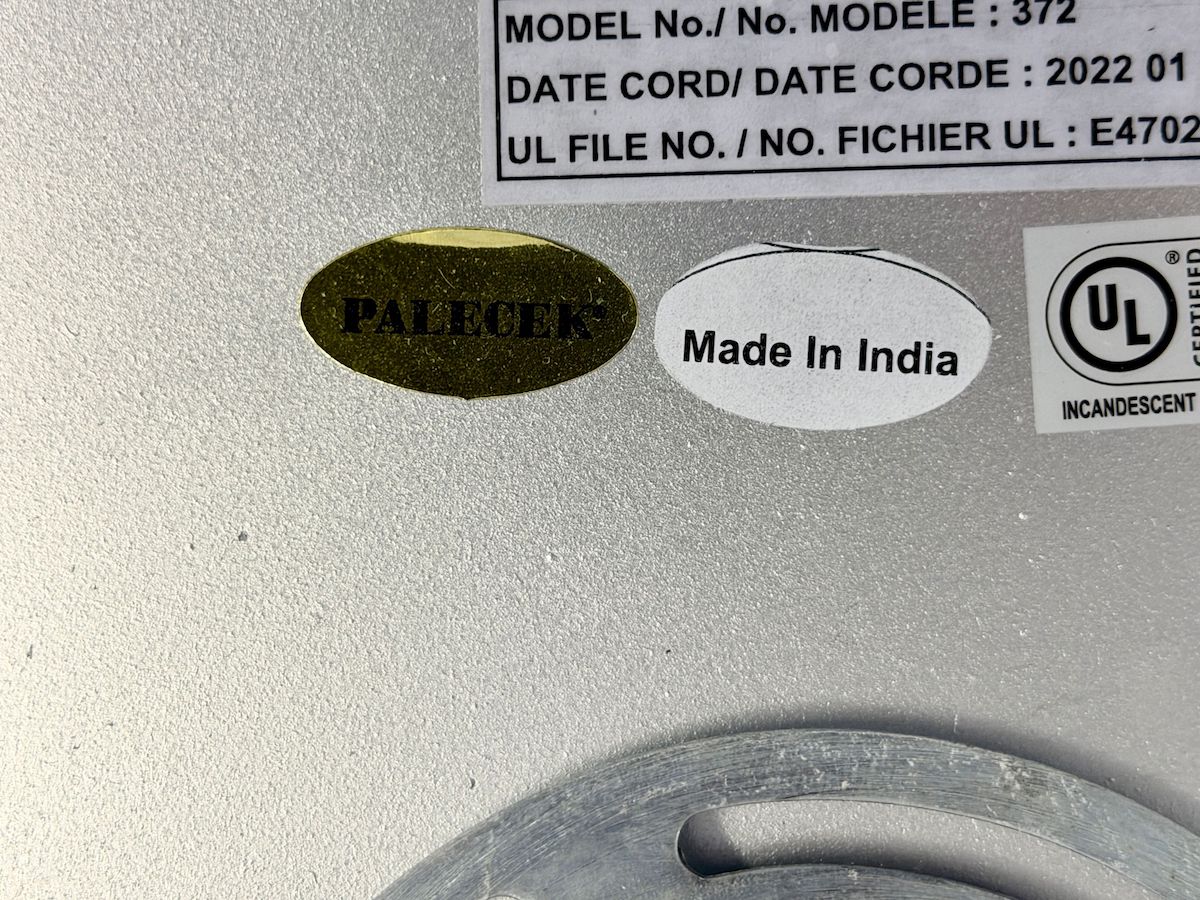 MODEL No./ No. MODELE : 372
DATE CORD/ DATE CORDE : 2022 01
UL FILE NO. / NO. FICHIER UL : E4702
PALECEK®
Made In India
UL ®
CERTIFIED
INCANDESCENT